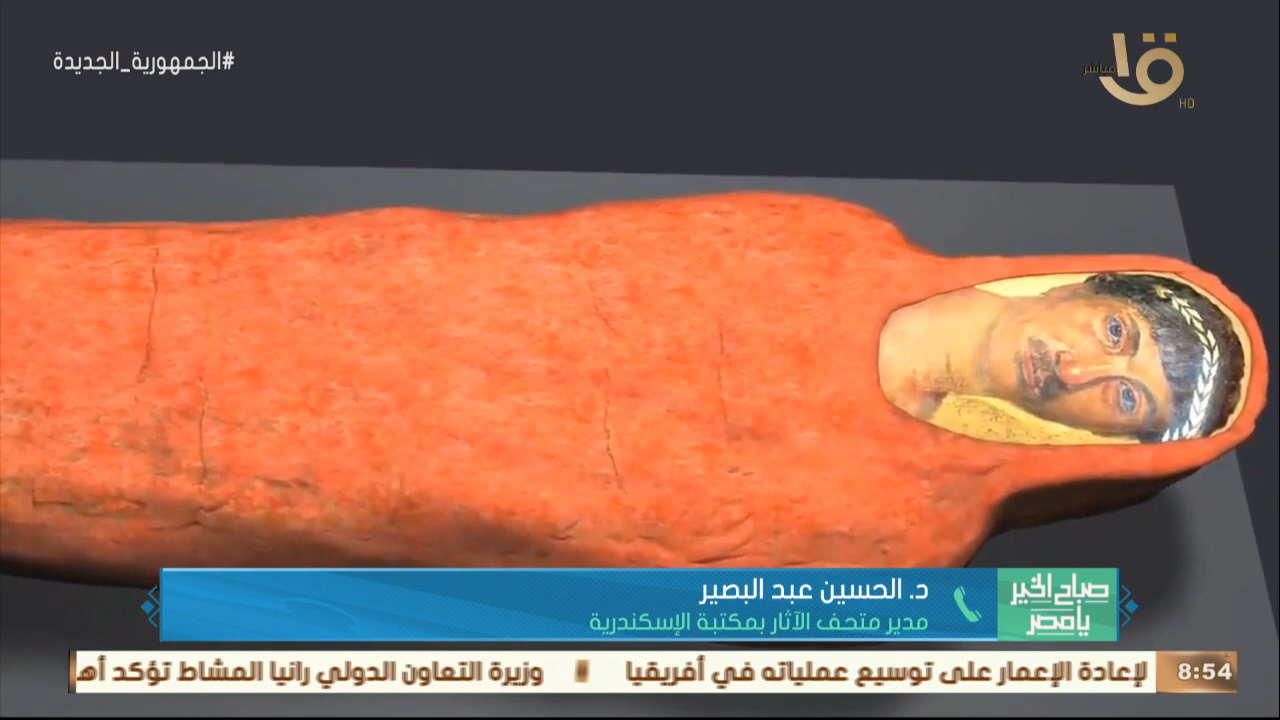 #الجمهورية_الجديدة
مباشر
HD
د. الحسين عبد البصير
مدير متحف الآثار بمكتبة الإسكندرية
صباح الخير
يا مصر
8:54
لإعادة الإعمار على توسيع عملياته في أفريقيا
وزيرة التعاون الدولي رانيا المشاط تؤكد أه